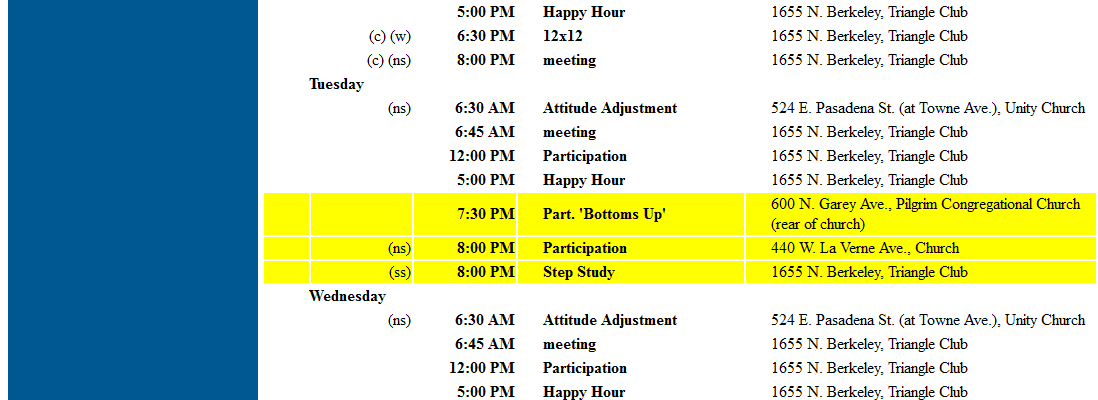 5:00 PM Happy Hour 1655 N. Berkeley, Triangle Club
(c) (w) 6:30 PM 12x12 1655 N. Berkeley, Triangle Club
(c) (ns) 8:00 PM meeting 1655 N. Berkeley, Triangle Club
Tuesday
(ns) 6:30 AM Attitude Adjustment 524 E. Pasadena St. (at Towne Ave.), Unity Church
6:45 AM meeting 1655 N. Berkeley, Triangle Club
12:00 PM Participation 1655 N. Berkeley, Triangle Club
5:00 PM Happy Hour 1655 N. Berkeley, Triangle Club
7:30 PM Part. 'Bottoms Up' 600 N. Garey Ave., Pilgrim Congregational Church
(rear of church)
(ns) 8:00 PM Participation 440 W. La Verne Ave., Church
(ss) 8:00 PM Step Study 1655 N. Berkeley, Triangle Club
Wednesday
(ns) 6:30 AM Attitude Adjustment 524 E. Pasadena St. (at Towne Ave.), Unity Church
6:45 AM meeting 1655 N. Berkeley, Triangle Club
12:00 PM Participation 1655 N. Berkeley, Triangle Club
5:00 PM Happy Hour 1655 N. Berkeley, Triangle Club